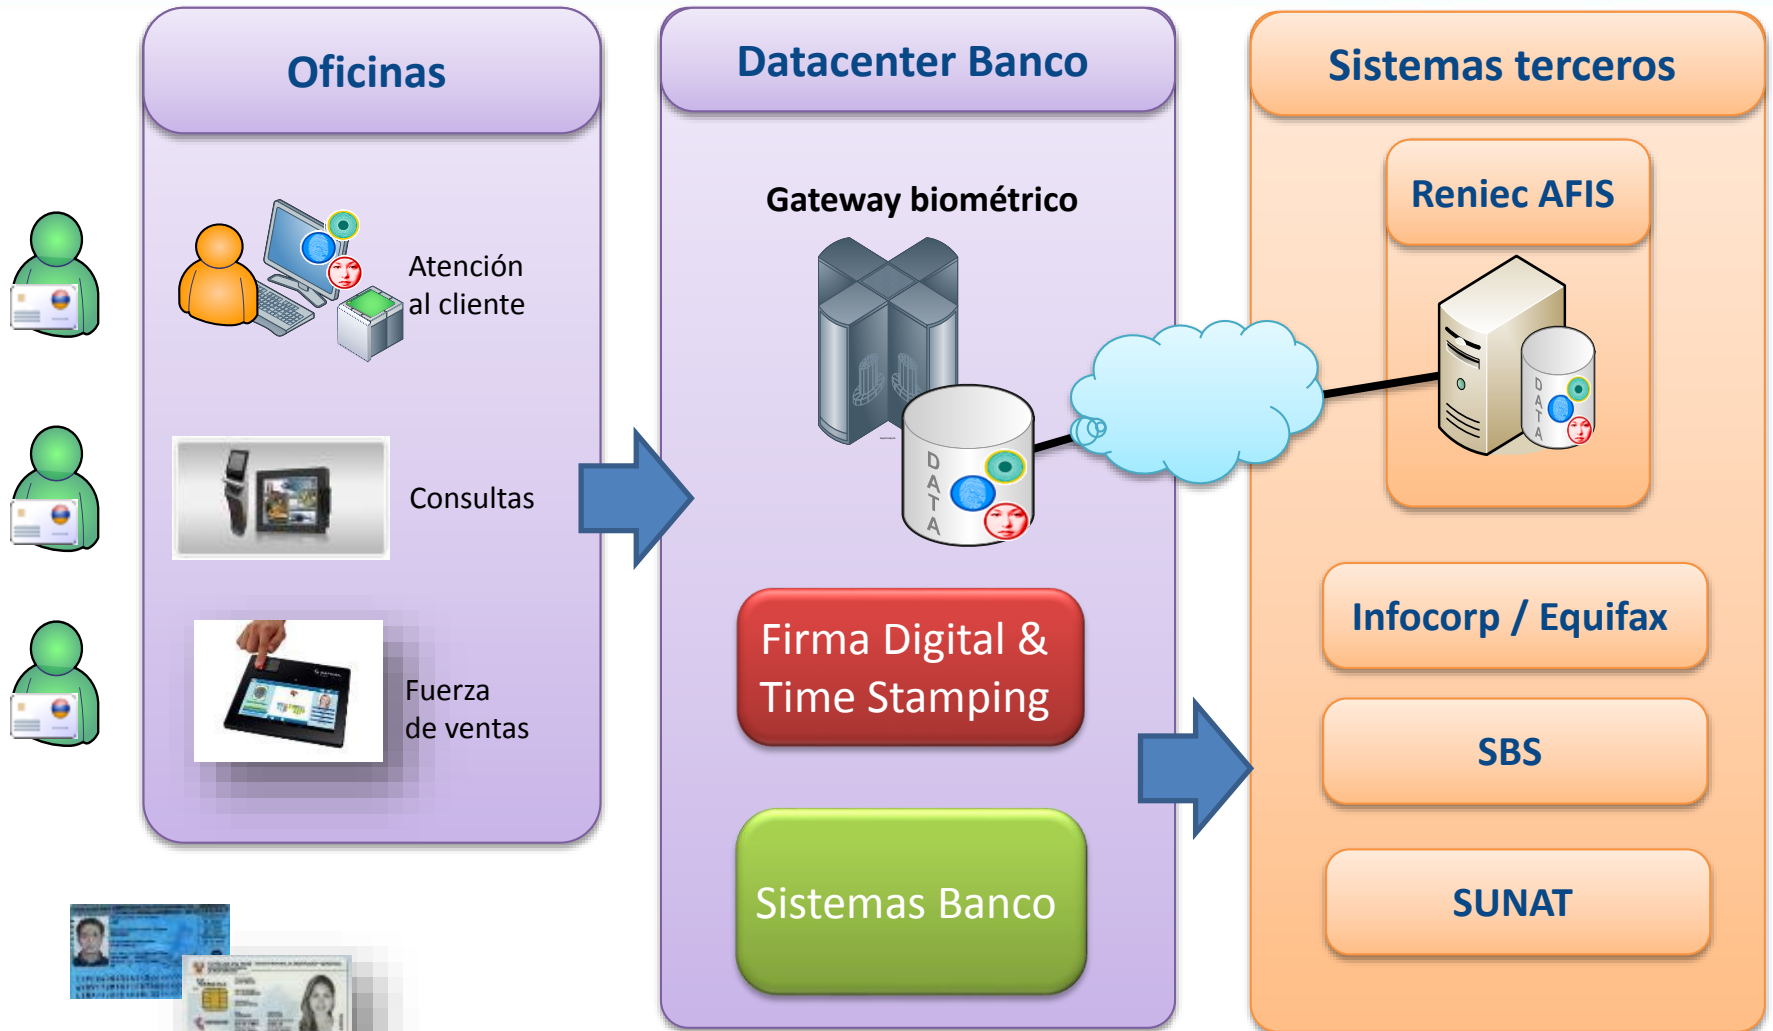 Oficinas
Atención
al cliente
Consultas
Fuerza
de ventas
Datacenter Banco
Gateway biométrico
DATA
Firma Digital &
Time Stamping
Sistemas Banco
Sistemas terceros
Reniec AFIS
DATA
Infocorp / Equifax
SBS
SUNAT